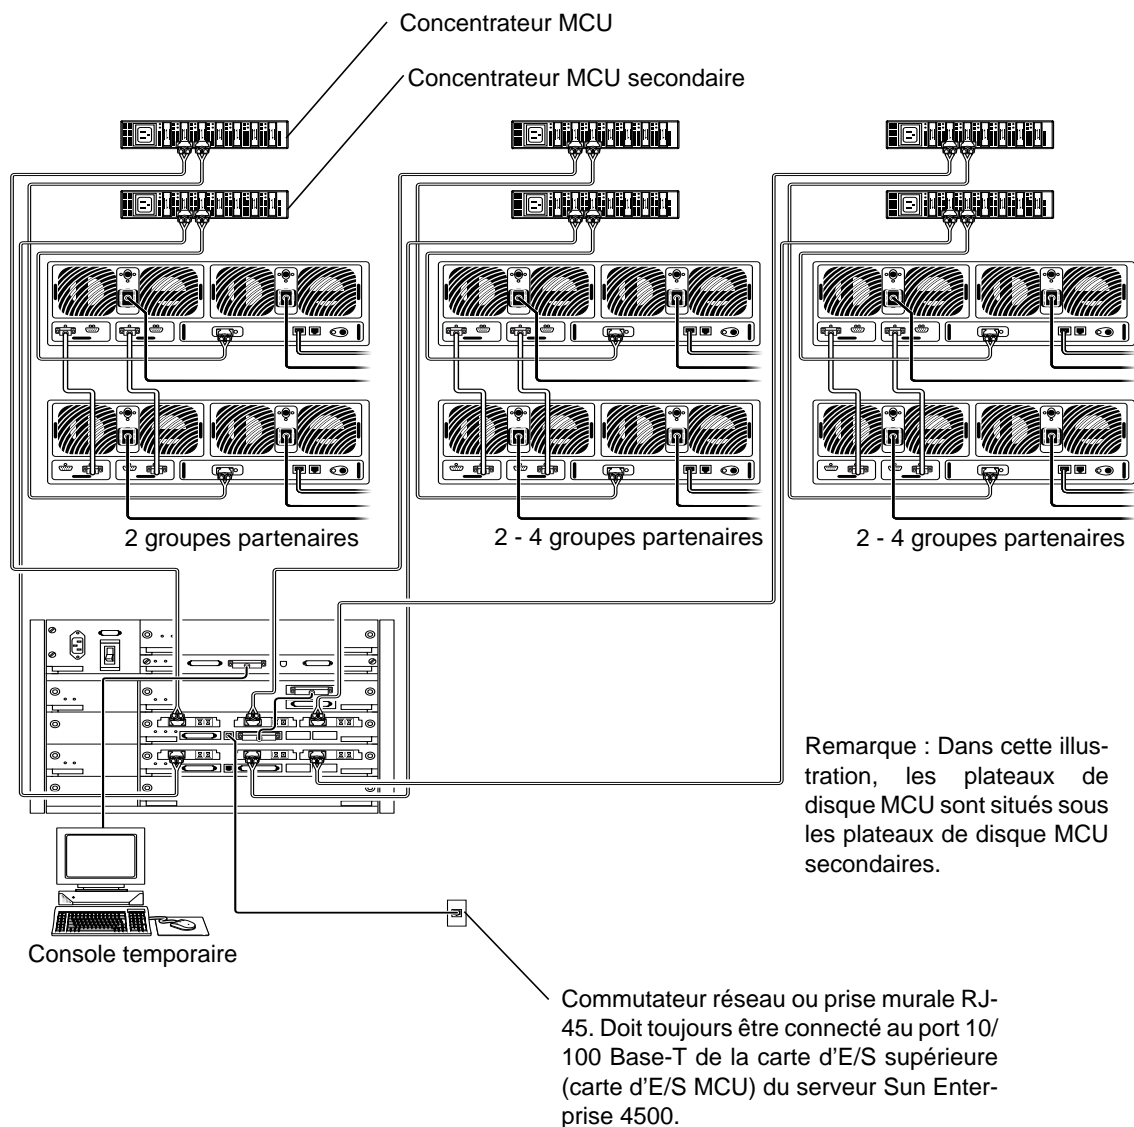 Concentrateur MCU
Concentrateur MCU secondaire
2 groupes partenaires
2 - 4 groupes partenaires
2 - 4 groupes partenaires
Remarque : Dans cette illus-
tration, les plateaux de
disque MCU sont situés sous
les plateaux de disque MCU
secondaires.
Console temporaire
Commutateur réseau ou prise murale RJ-
45. Doit toujours être connecté au port 10/
100 Base-T de la carte d'E/S supérieure
(carte d'E/S MCU) du serveur Sun Enter-
prise 4500.